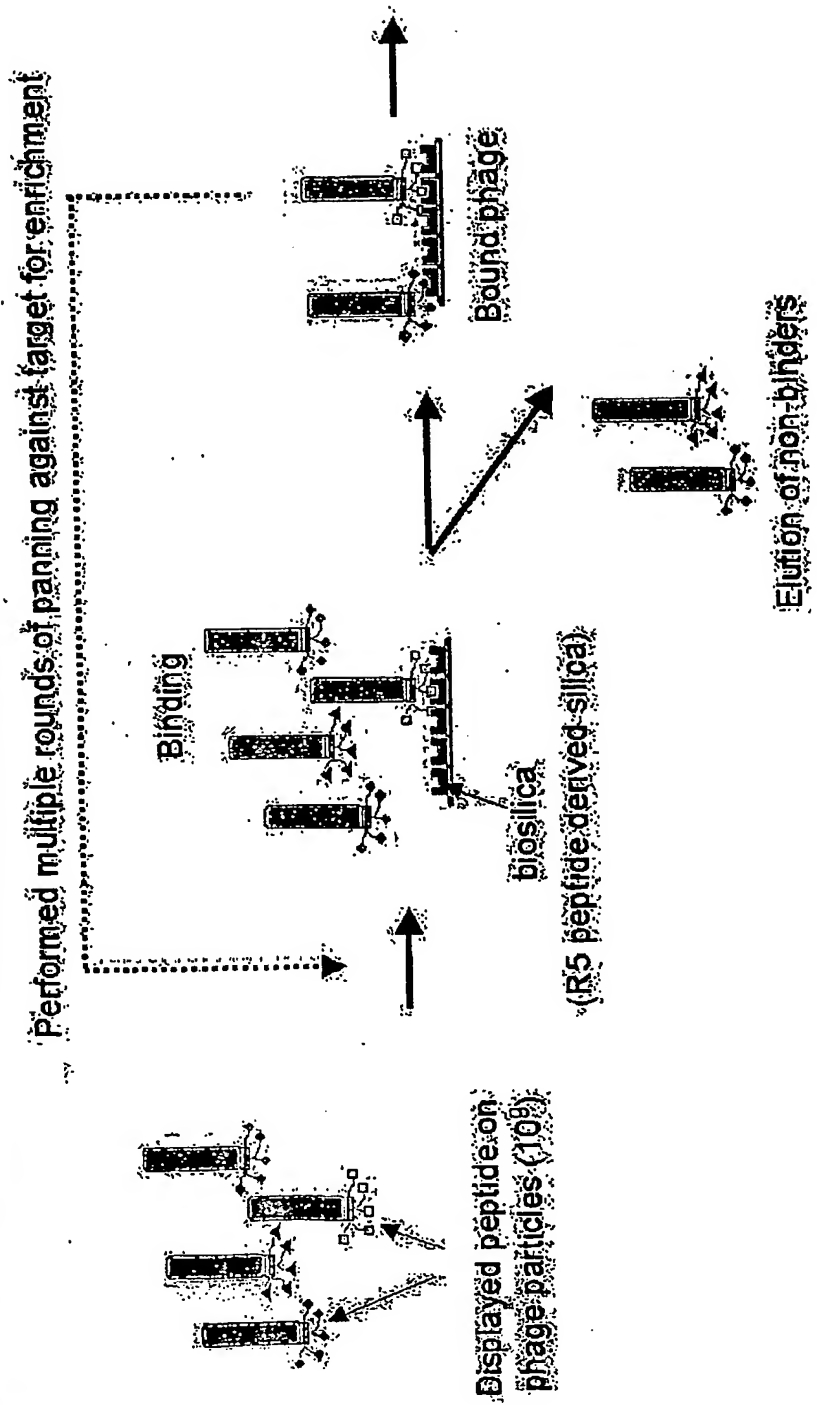 Performed multiple rounds of panning against target for enrichment
Displayed peptide on
phage particles (10⁹)
Binding
biosilica
(R5 peptide derived silica)
Bound phage
Elution of non-binders